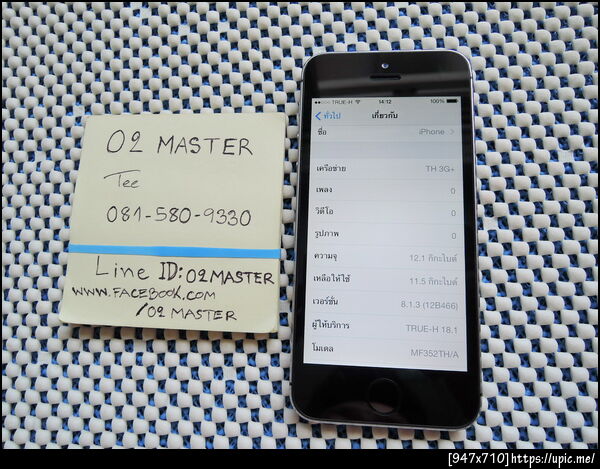 O2 MASTER
Tee
081-580-9330
Line ID: O2MASTER
WWW.FACEBOOK.COM
/O2 MASTER
TRUE-H 14:12 100%
ทั่วไป เกี่ยวกับ
ชื่อ iPhone
เครือข่าย TH 3G+
เพลง 0
วิดีโอ 0
รูปภาพ 0
ความจุ 12.1 กิกะไบต์
เหลือให้ใช้ 11.5 กิกะไบต์
เวอร์ชั่น 8.1.3 (12B466)
ผู้ให้บริการ TRUE-H 18.1
โมเดล MF352TH/A
[947x710]https://upic.me/